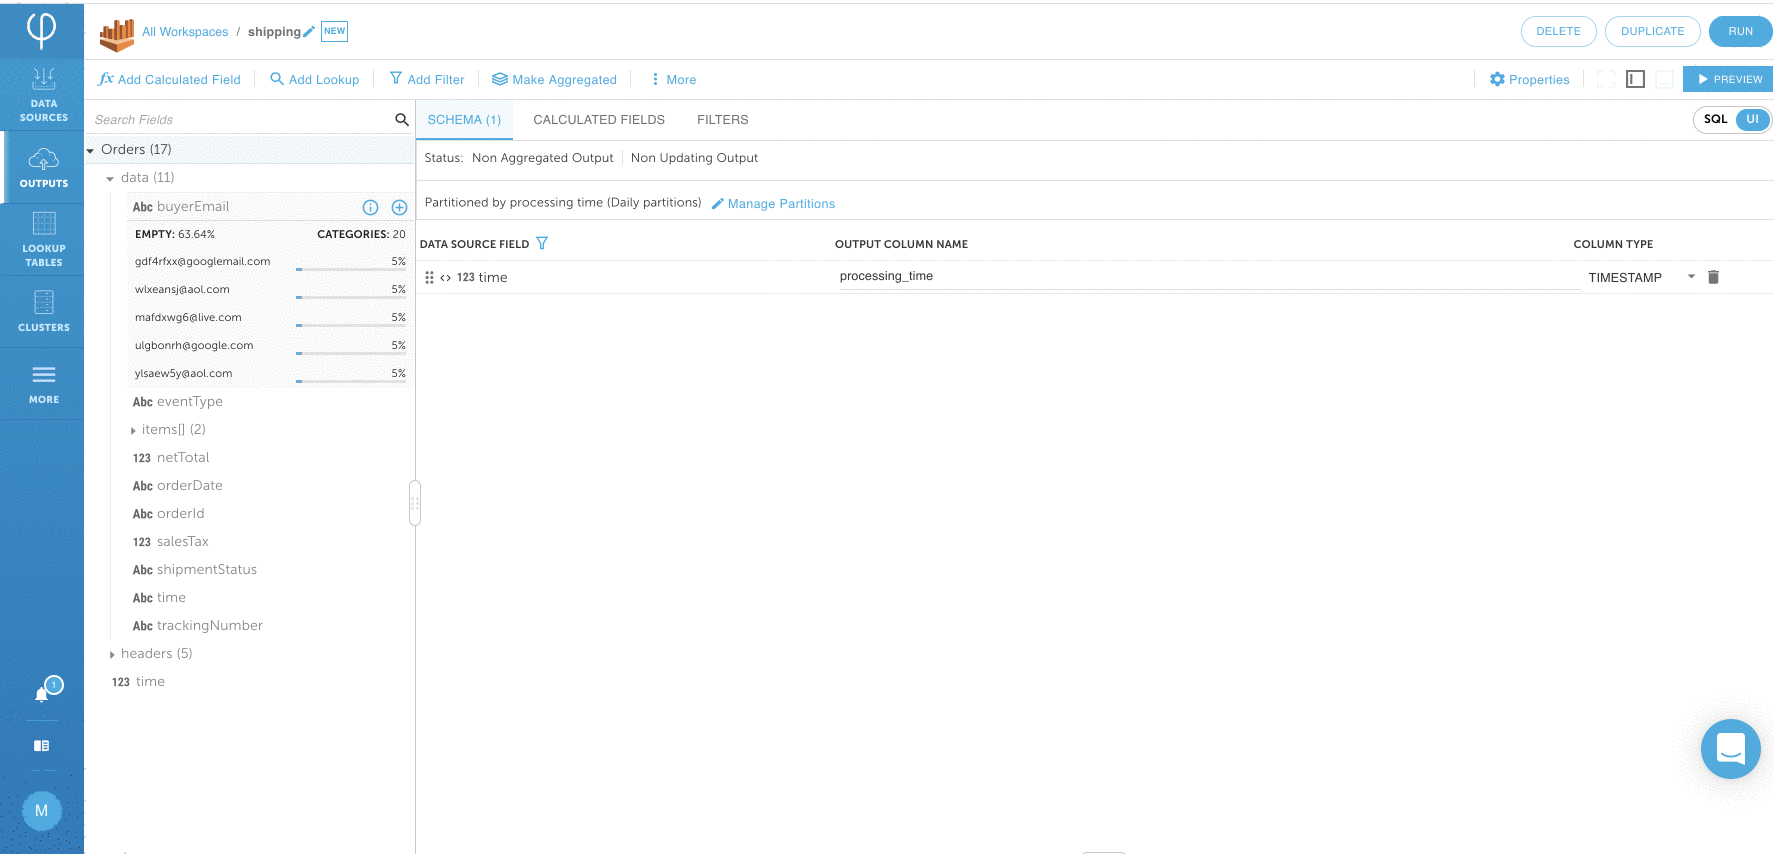 All Workspaces / shipping NEW
DELETE DUPLICATE RUN
fx Add Calculated Field Add Lookup Add Filter Make Aggregated More Properties PREVIEW
DATA SOURCES
OUTPUTS
LOOKUP TABLES
CLUSTERS
MORE
1
M
Search Fields
Orders (17)
data (11)
Abc buyerEmail
EMPTY: 63.64% CATEGORIES: 20
gdf4rfxx@googlemail.com 5%
wlxeansj@aol.com 5%
mafdxwg6@live.com 5%
ulgbonrh@google.com 5%
ylsaew5y@aol.com 5%
Abc eventType
items[] (2)
123 netTotal
Abc orderDate
Abc orderId
123 salesTax
Abc shipmentStatus
Abc time
Abc trackingNumber
headers (5)
123 time
SCHEMA (1) CALCULATED FIELDS FILTERS SQL UI
Status: Non Aggregated Output Non Updating Output
Partitioned by processing time (Daily partitions) Manage Partitions
DATA SOURCE FIELD OUTPUT COLUMN NAME COLUMN TYPE
<> 123 time processing_time TIMESTAMP